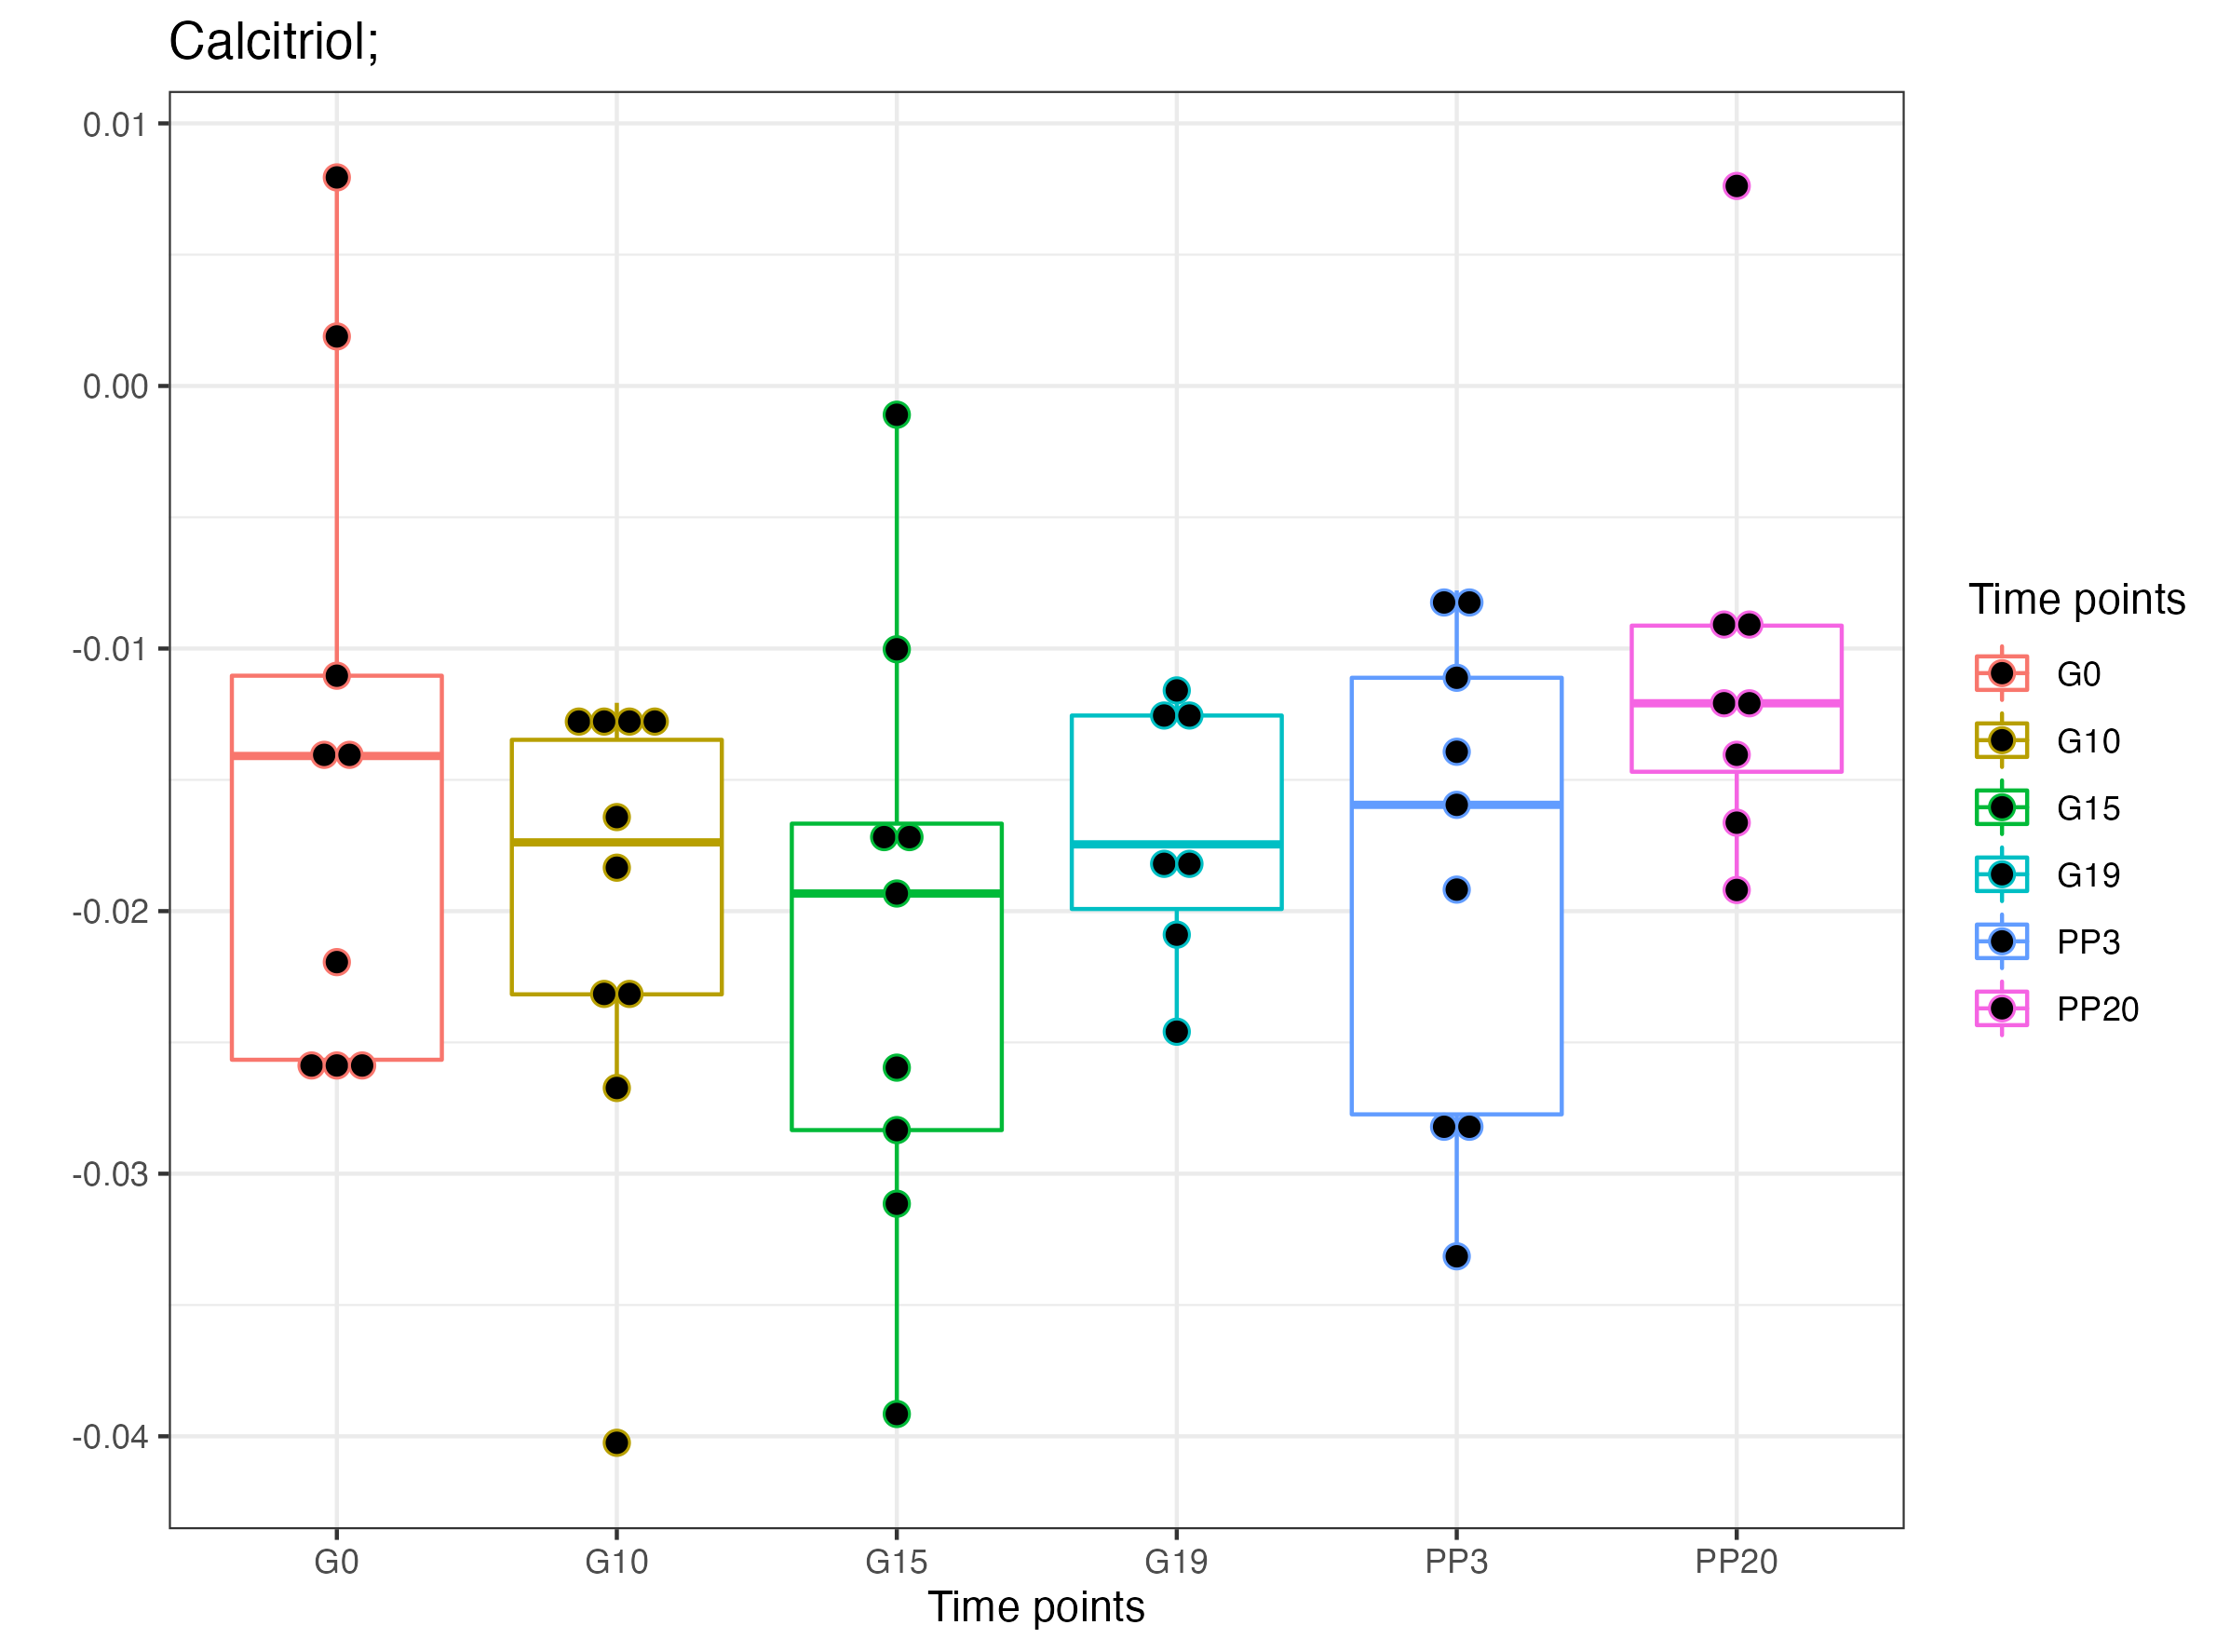 Calcitriol;
0.01
0.00
-0.01
-0.02
-0.03
-0.04
G0 G10 G15 G19 PP3 PP20
Time points
Time points
G0
G10
G15
G19
PP3
PP20